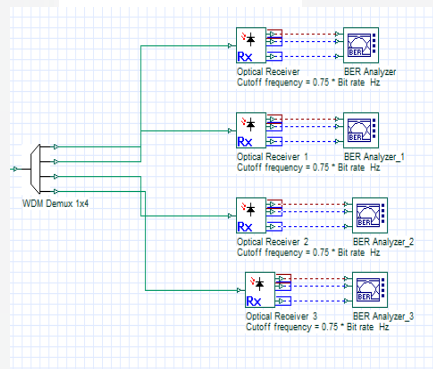 Rx
BER
Optical Receiver
BER Analyzer
Cutoff frequency = 0.75 * Bit rate Hz
Rx
BER
Optical Receiver 1
BER Analyzer_1
Cutoff frequency = 0.75 * Bit rate Hz
WDM Demux 1x4
Rx
BER
Optical Receiver 2
BER Analyzer_2
Cutoff frequency = 0.75 * Bit rate Hz
Rx
BER
Optical Receiver 3
BER Analyzer_3
Cutoff frequency = 0.75 * Bit rate Hz